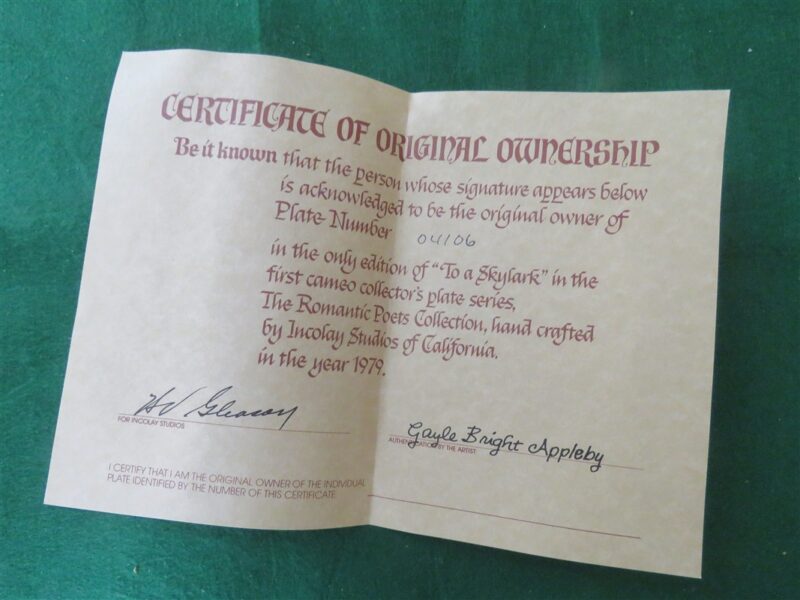 CERTIFICATE OF ORIGINAL OWNERSHIP
Be it known that the person whose signature appears below
is acknowledged to be the original owner of
Plate Number 04106
in the only edition of "To a Skylark" in the
first cameo collector's plate series,
The Romantic Poets Collection, hand crafted
by Incolay Studios of California,
in the year 1979.
HV Gleason
FOR INCOLAY STUDIOS
Gayle Bright Appleby
AUTHENTICATION BY THE ARTIST
I CERTIFY THAT I AM THE ORIGINAL OWNER OF THE INDIVIDUAL
PLATE IDENTIFIED BY THE NUMBER OF THIS CERTIFICATE